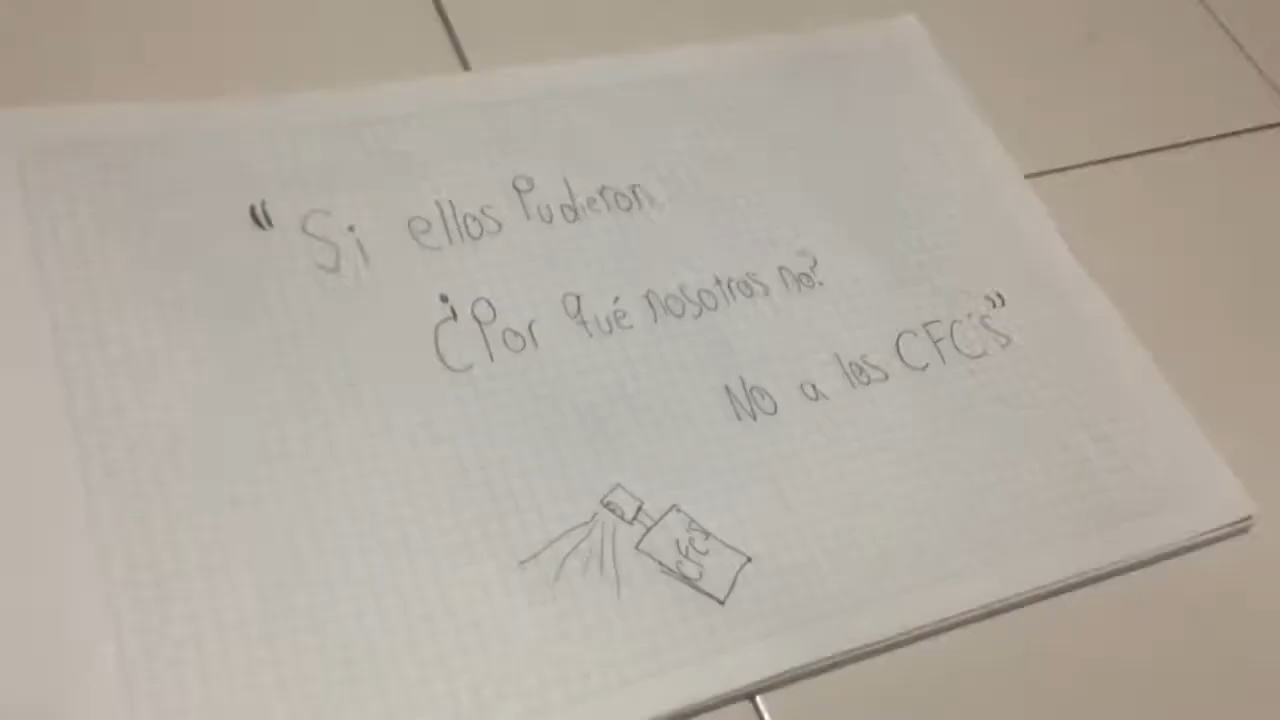 “Si ellos Pudieron
¿Por qué nosotros no?
No a los CFC's”
CFC's